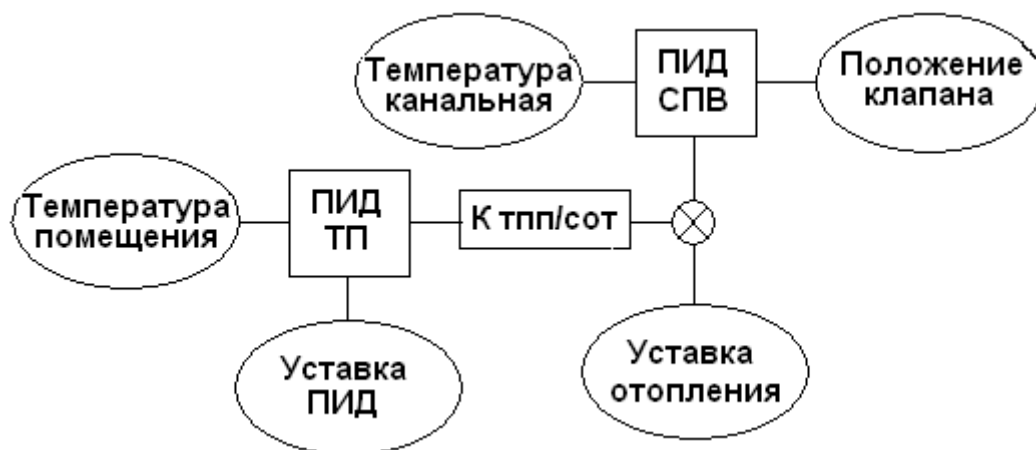 Температура
канальная
ПИД
СПВ
Положение
клапана
Температура
помещения
ПИД
ТП
К тпп/сот
Уставка
ПИД
Уставка
отопления